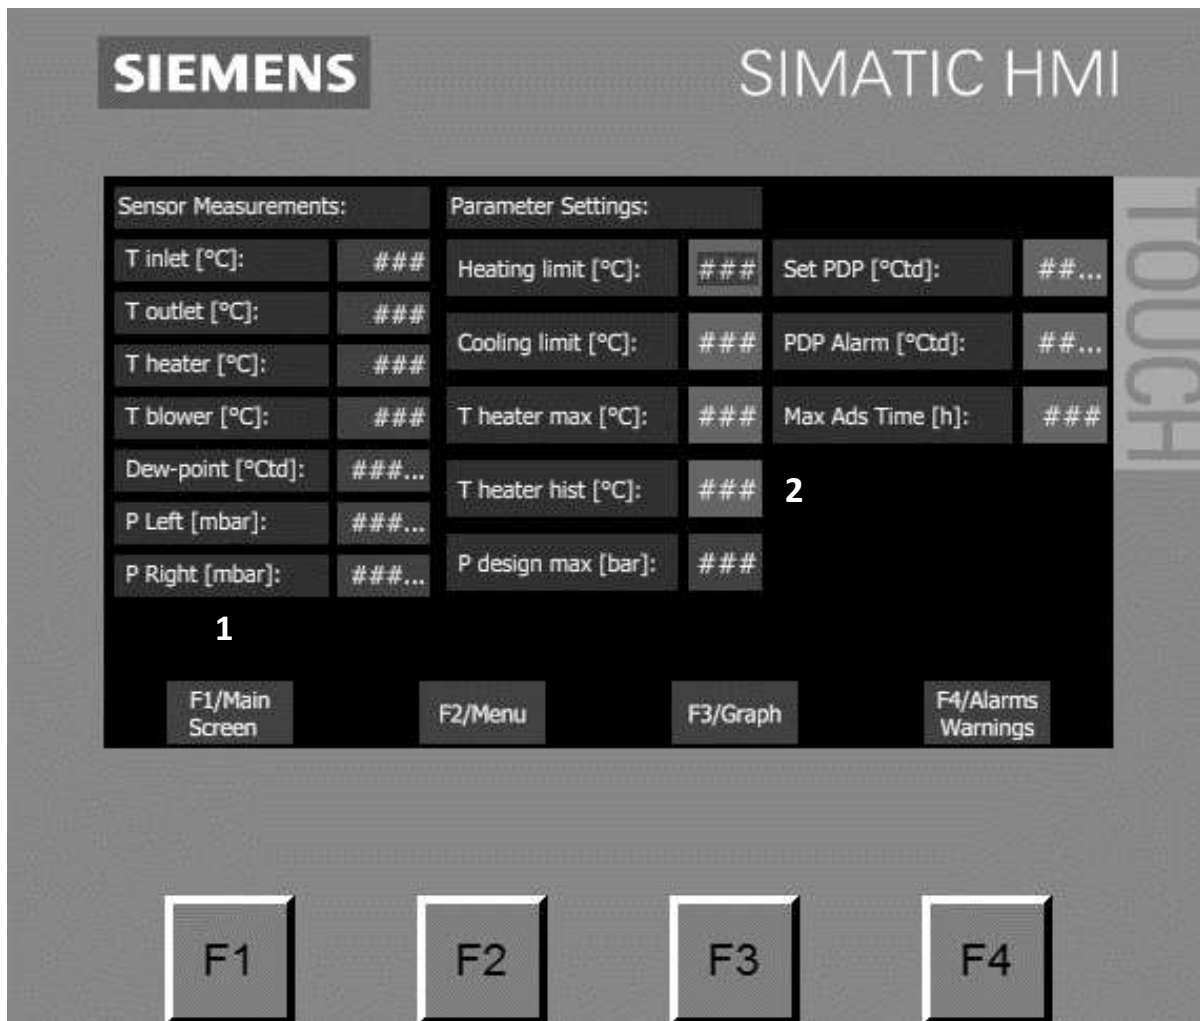 SIEMENS
SIMATIC HMI
TOUCH
Sensor Measurements:
T inlet [°C]: ###
T outlet [°C]: ###
T heater [°C]: ###
T blower [°C]: ###
Dew-point [°Ctd]: ###...
P Left [mbar]: ###...
P Right [mbar]: ###...
1
Parameter Settings:
Heating limit [°C]: ###
Cooling limit [°C]: ###
T heater max [°C]: ###
T heater hist [°C]: ###
P design max [bar]: ###
Set PDP [°Ctd]: ##...
PDP Alarm [°Ctd]: ##...
Max Ads Time [h]: ###
2
F1/Main
Screen
F2/Menu
F3/Graph
F4/Alarms
Warnings
F1
F2
F3
F4